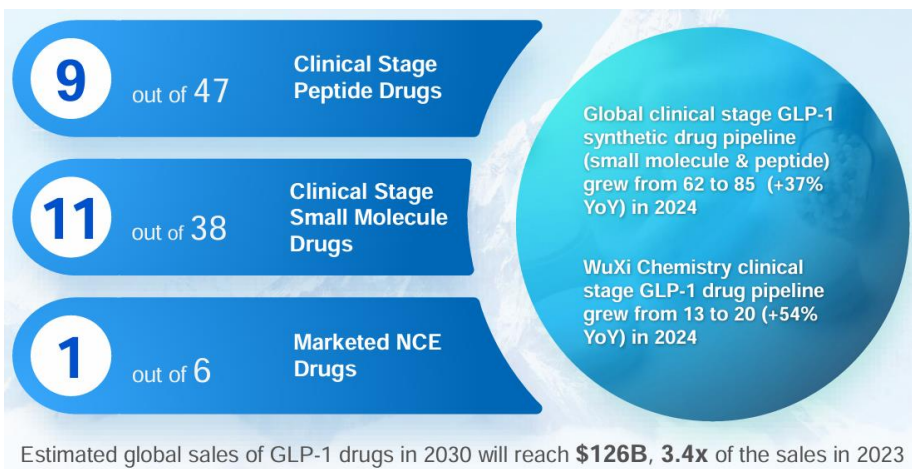 9 out of 47
Clinical Stage
Peptide Drugs
11 out of 38
Clinical Stage
Small Molecule
Drugs
1 out of 6
Marketed NCE
Drugs
Global clinical stage GLP-1
synthetic drug pipeline
(small molecule & peptide)
grew from 62 to 85 (+37%
YoY) in 2024
WuXi Chemistry clinical
stage GLP-1 drug pipeline
grew from 13 to 20 (+54%
YoY) in 2024
Estimated global sales of GLP-1 drugs in 2030 will reach $126B, 3.4x of the sales in 2023